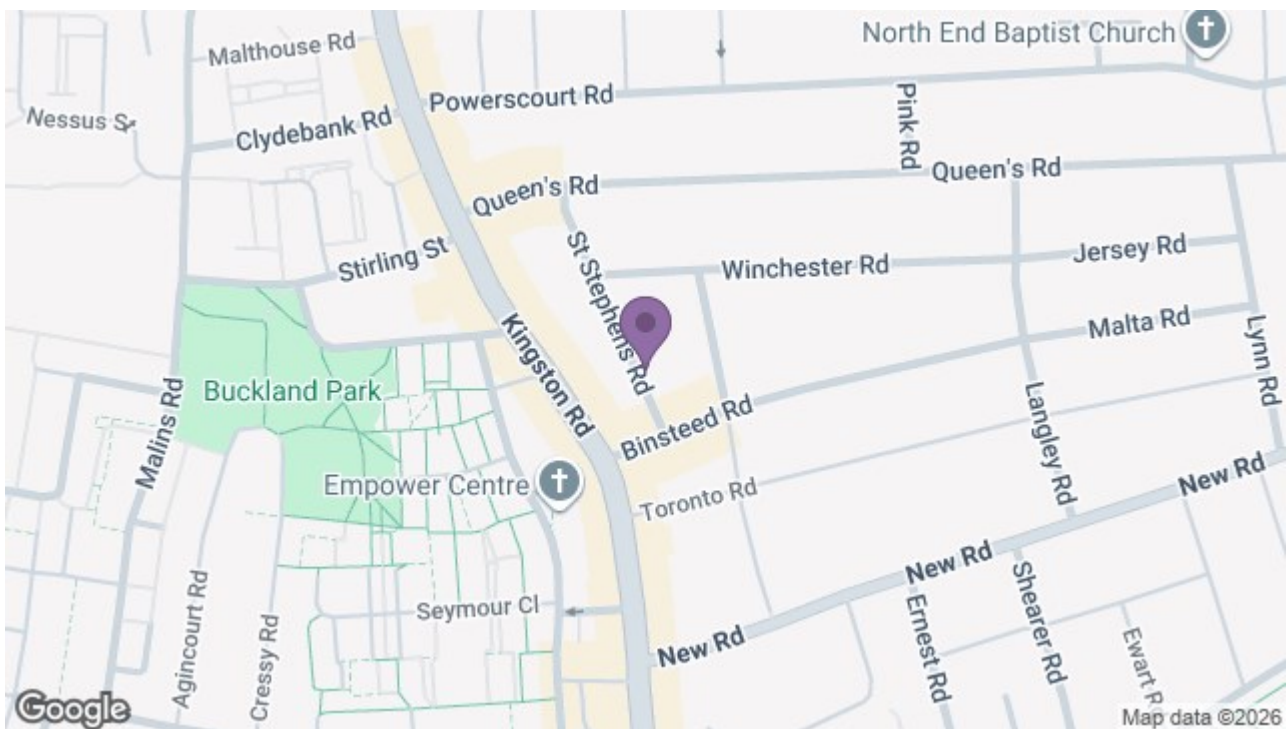 North End Baptist Church
Malthouse Rd
Powerscourt Rd
Pink Rd
Nessus S
Clydebank Rd
Queen's Rd
Queen's Rd
Stirling St
St Stephens Rd
Winchester Rd
Jersey Rd
Malta Rd
Kingston Rd
Lynn Rd
Buckland Park
Malins Rd
Binsteed Rd
Langley Rd
Empower Centre
Toronto Rd
New Rd
New Rd
Agincourt Rd
Cressy Rd
Seymour Cl
New Rd
Ernest Rd
Shearer Rd
Ewart Rd
Google
Map data ©2026